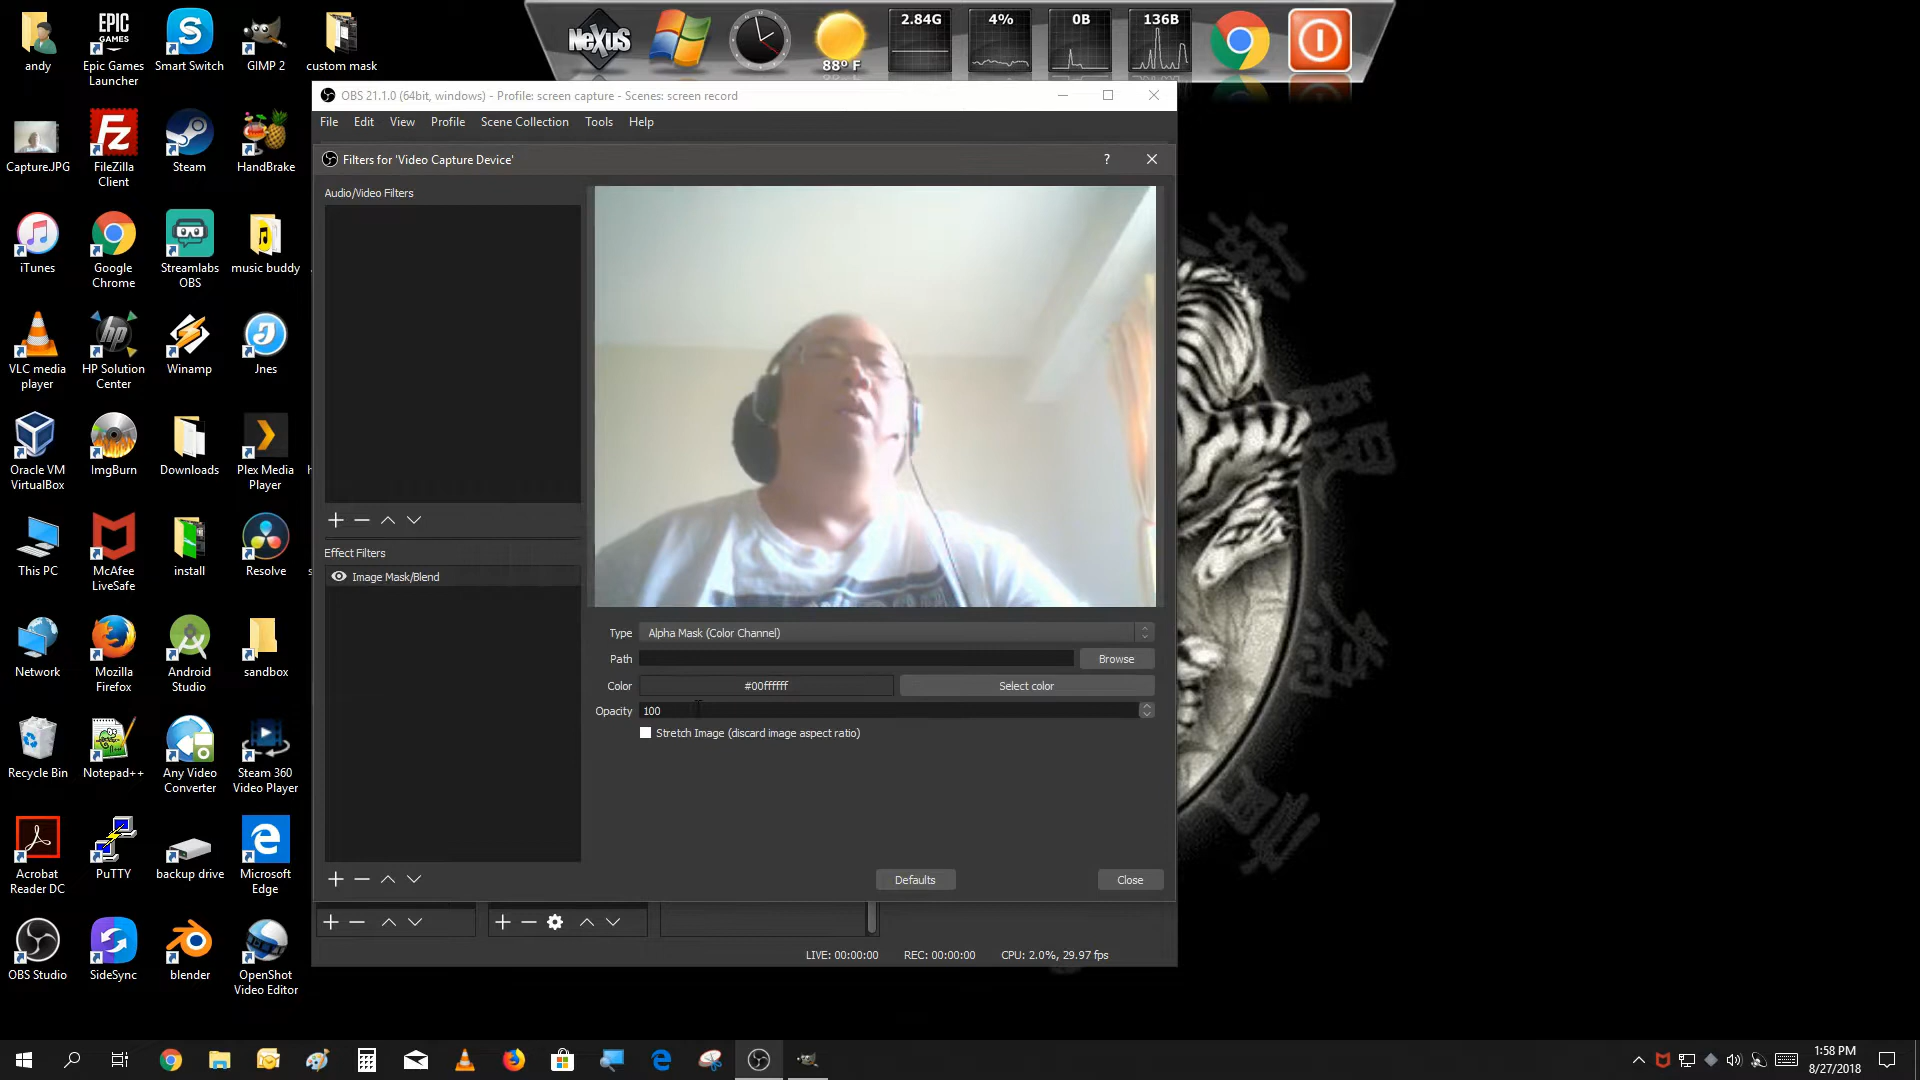 andy
Epic Games
Launcher
Smart Switch
GIMP 2
custom mask
NeXuS
88° F
2.84G
4%
0B
136B
Capture.JPG
FileZilla
Client
Steam
HandBrake
iTunes
Google
Chrome
Streamlabs
OBS
music buddy
VLC media
player
HP Solution
Center
Winamp
Jnes
Oracle VM
VirtualBox
ImgBurn
Downloads
Plex Media
Player
This PC
McAfee
LiveSafe
install
Resolve
Network
Mozilla
Firefox
Android
Studio
sandbox
Recycle Bin
Notepad++
Any Video
Converter
Steam 360
Video Player
Acrobat
Reader DC
PuTTY
backup drive
Microsoft
Edge
OBS Studio
SideSync
blender
OpenShot
Video Editor
OBS 21.1.0 (64bit, windows) - Profile: screen capture - Scenes: screen record
File Edit View Profile Scene Collection Tools Help
Filters for 'Video Capture Device'
?
Audio/Video Filters
Effect Filters
Image Mask/Blend
Type Alpha Mask (Color Channel)
Path Browse
Color #00ffffff Select color
Opacity 100
Stretch Image (discard image aspect ratio)
Defaults Close
LIVE: 00:00:00 REC: 00:00:00 CPU: 2.0%, 29.97 fps
1:58 PM
8/27/2018